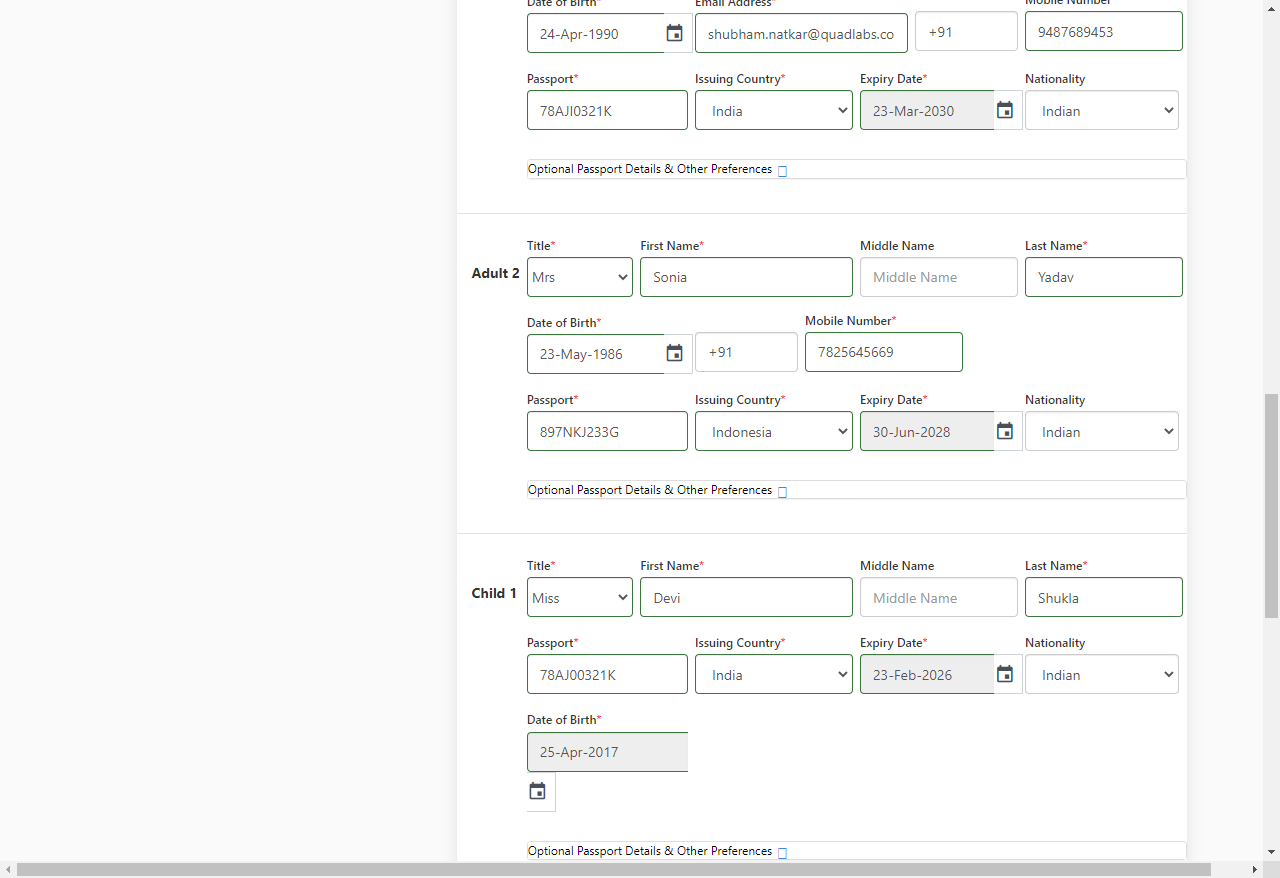 Date of Birth* Email Address* Mobile Number*
24-Apr-1990 shubham.natkar@quadlabs.co +91 9487689453
Passport* Issuing Country* Expiry Date* Nationality
78AJI0321K India 23-Mar-2030 Indian
Optional Passport Details & Other Preferences
Title* First Name* Middle Name Last Name*
Adult 2 Mrs Sonia Middle Name Yadav
Date of Birth* Mobile Number*
23-May-1986 +91 7825645669
Passport* Issuing Country* Expiry Date* Nationality
897NKJ233G Indonesia 30-Jun-2028 Indian
Optional Passport Details & Other Preferences
Title* First Name* Middle Name Last Name*
Child 1 Miss Devi Middle Name Shukla
Passport* Issuing Country* Expiry Date* Nationality
78AJ00321K India 23-Feb-2026 Indian
Date of Birth*
25-Apr-2017
Optional Passport Details & Other Preferences